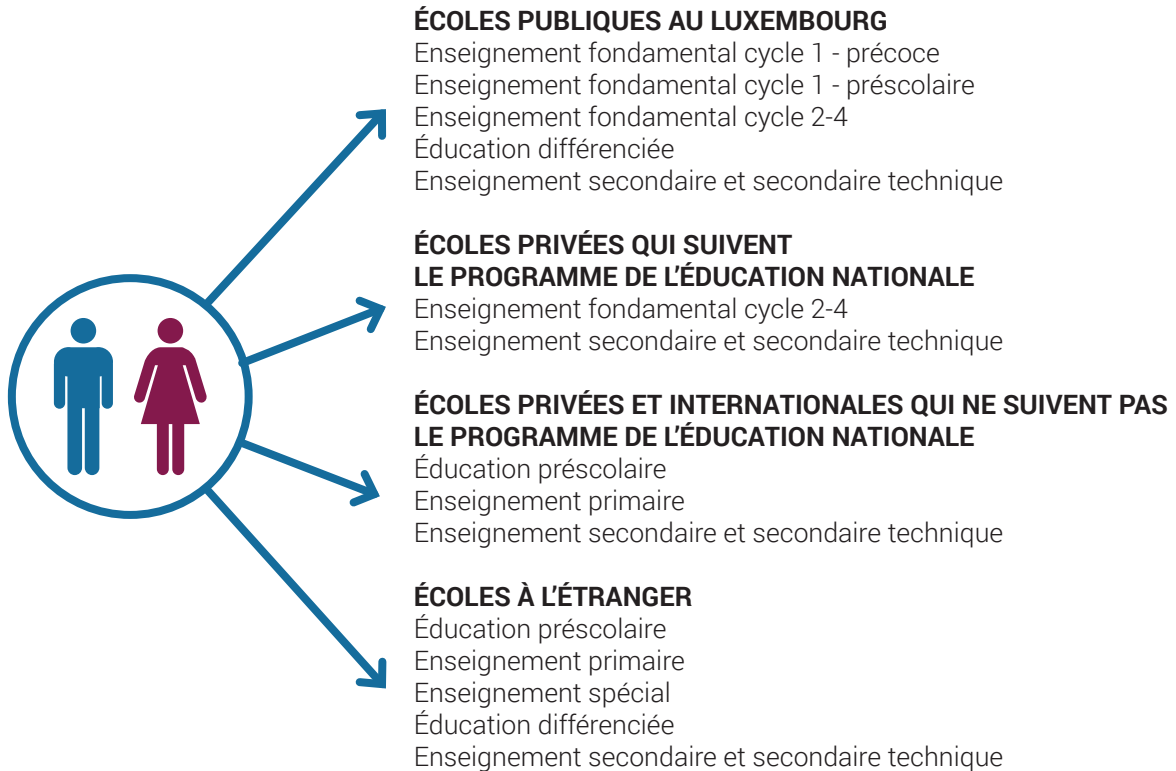 ÉCOLES PUBLIQUES AU LUXEMBOURG
Enseignement fondamental cycle 1 - précoce
Enseignement fondamental cycle 1 - préscolaire
Enseignement fondamental cycle 2-4
Éducation différenciée
Enseignement secondaire et secondaire technique
ÉCOLES PRIVÉES QUI SUIVENT
LE PROGRAMME DE L’ÉDUCATION NATIONALE
Enseignement fondamental cycle 2-4
Enseignement secondaire et secondaire technique
ÉCOLES PRIVÉES ET INTERNATIONALES QUI NE SUIVENT PAS
LE PROGRAMME DE L’ÉDUCATION NATIONALE
Éducation préscolaire
Enseignement primaire
Enseignement secondaire et secondaire technique
ÉCOLES À L’ÉTRANGER
Éducation préscolaire
Enseignement primaire
Enseignement spécial
Éducation différenciée
Enseignement secondaire et secondaire technique